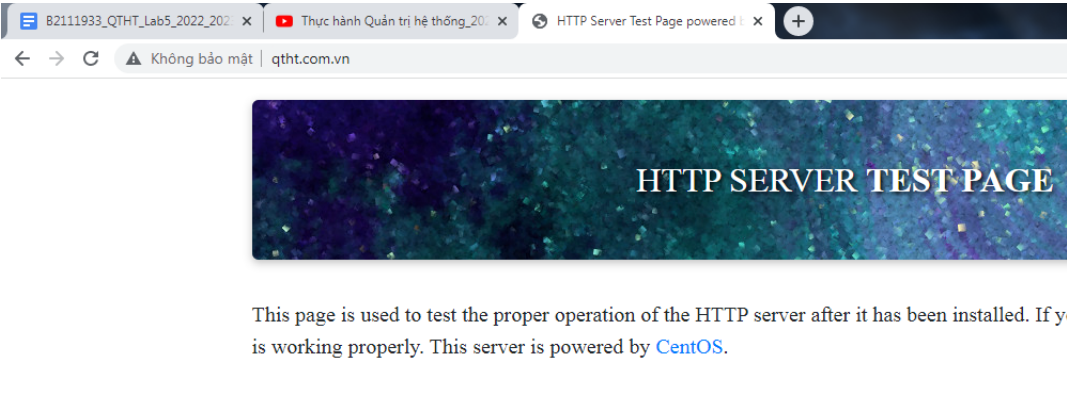 B2111933_QTHT_Lab5_2022_202
Thực hành Quản trị hệ thống_20
HTTP Server Test Page powered
Không bảo mật
qtht.com.vn
HTTP SERVER TEST PAGE
This page is used to test the proper operation of the HTTP server after it has been installed. If
is working properly. This server is powered by CentOS.